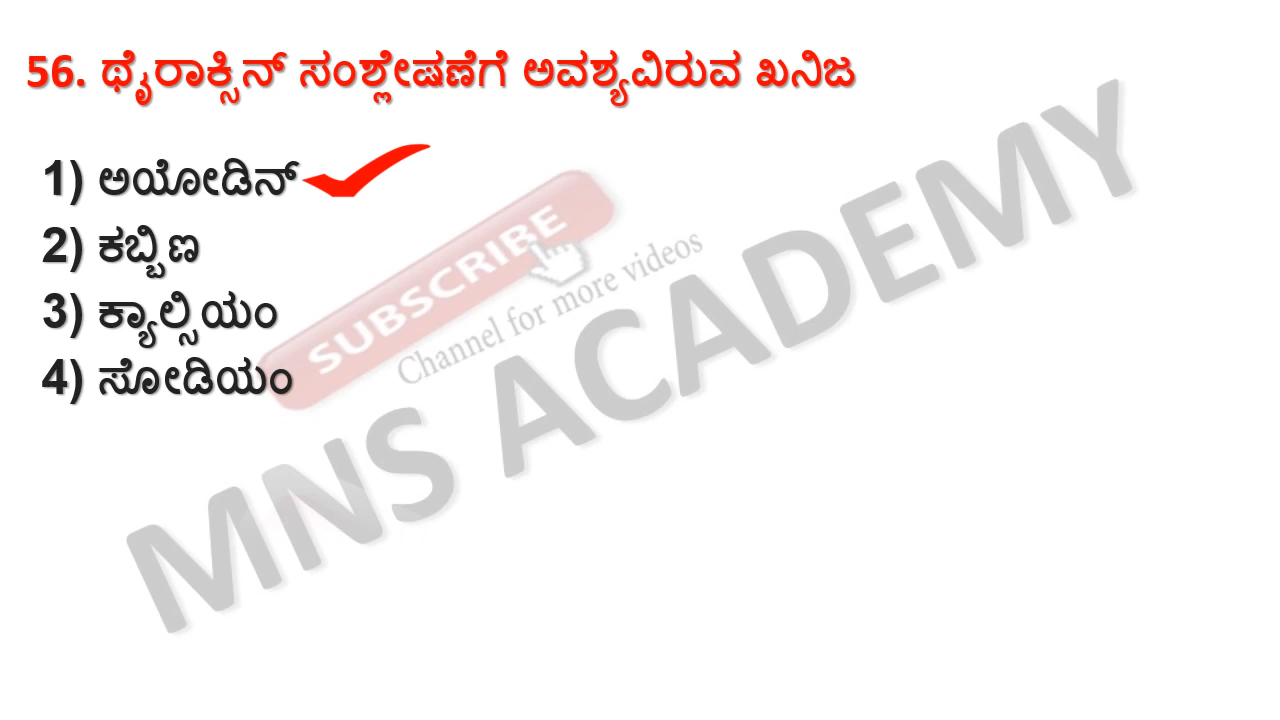 56. ಥೈರಾಕ್ಸಿನ್ ಸಂಶ್ಲೇಷಣೆಗೆ ಅವಶ್ಯವಿರುವ ಖನಿಜ
1) ಅಯೋಡಿನ್
2) ಕಬ್ಬಿಣ
3) ಕ್ಯಾಲ್ಸಿಯಂ
4) ಸೋಡಿಯಂ
SUBSCRIBE
Channel for more videos
MNS ACADEMY